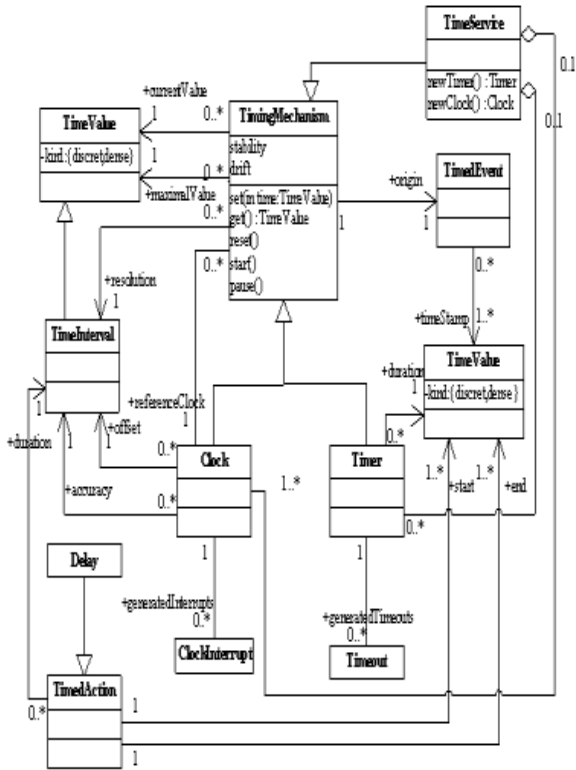 TimeService
newTimer() : Timer
newClock() : Clock
0..1
0..1
+currentValue
1
0..*
TimeValue
-kind:{discret,dense}
1
0..*
+maximalValue
0..*
TimingMechanism
stability
drift
set(in time:TimeValue)
get() : TimeValue
reset()
start()
pause()
0..*
+origin
1
1
TimedEvent
0..*
+timeStamp
1..*
+resolution
1
TimeInterval
TimeValue
-kind:{discret,dense }
+duration
1
0..*
+duration
1
1
1
+offset
+referenceClock
1
0..*
+accuracy
0..*
Clock
1..*
Timer
0..*
1..*
+start
1..*
+end
1
+generatedInterrupts
0..*
ClockInterrupt
1
+generatedTimeouts
0..*
Timeout
Delay
TimedAction
0..*
1
1